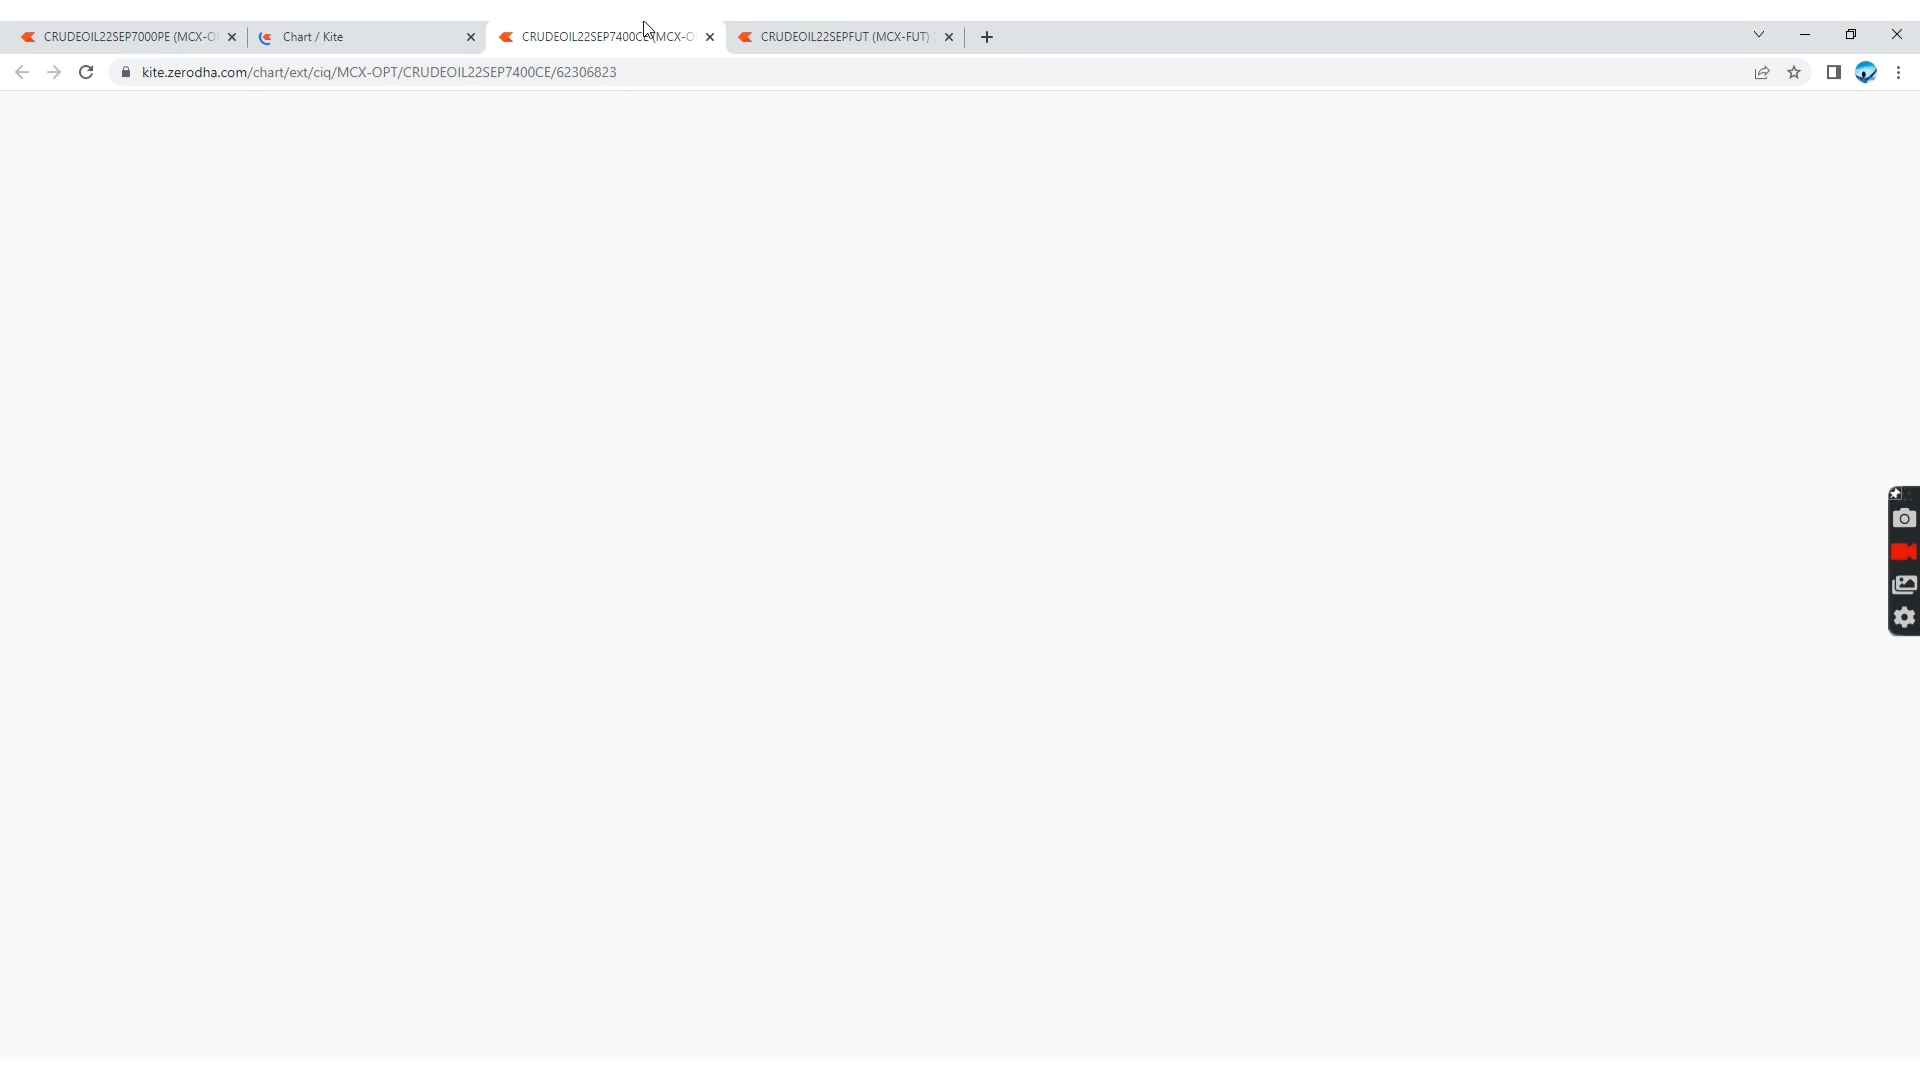 CRUDEOIL22SEP7000PE (MCX-O
Chart / Kite
CRUDEOIL22SEP7400CE (MCX-O
CRUDEOIL22SEPFUT (MCX-FUT)
kite.zerodha.com/chart/ext/ciq/MCX-OPT/CRUDEOIL22SEP7400CE/62306823